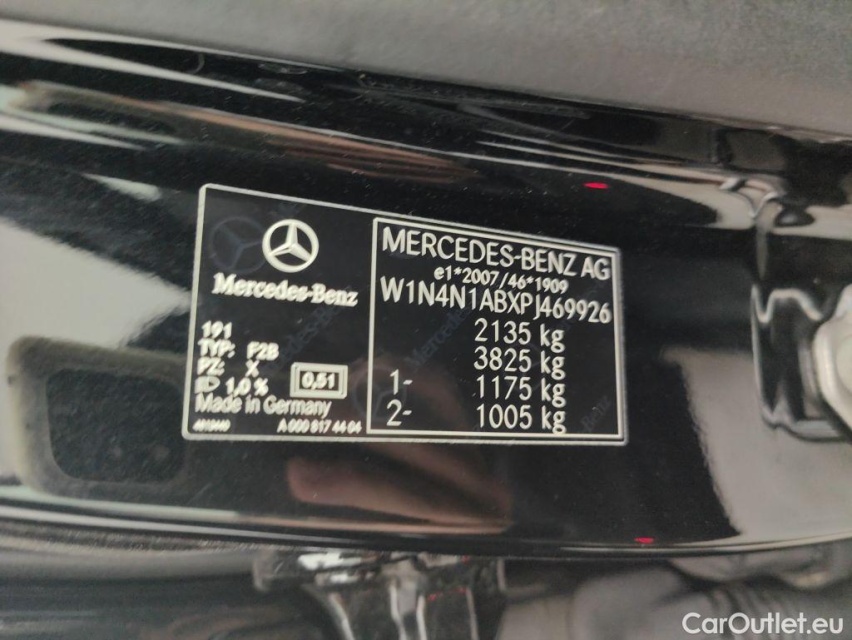 Mercedes-Benz
191
TYP: F2B
PZ: X
1,0 % 0,51
Made in Germany
A 000 817 44 04
MERCEDES-BENZ AG
e1*2007/46*1909
W1N4N1ABXPJ469926
2135 kg
3825 kg
1- 1175 kg
2- 1005 kg
CarOutlet.eu